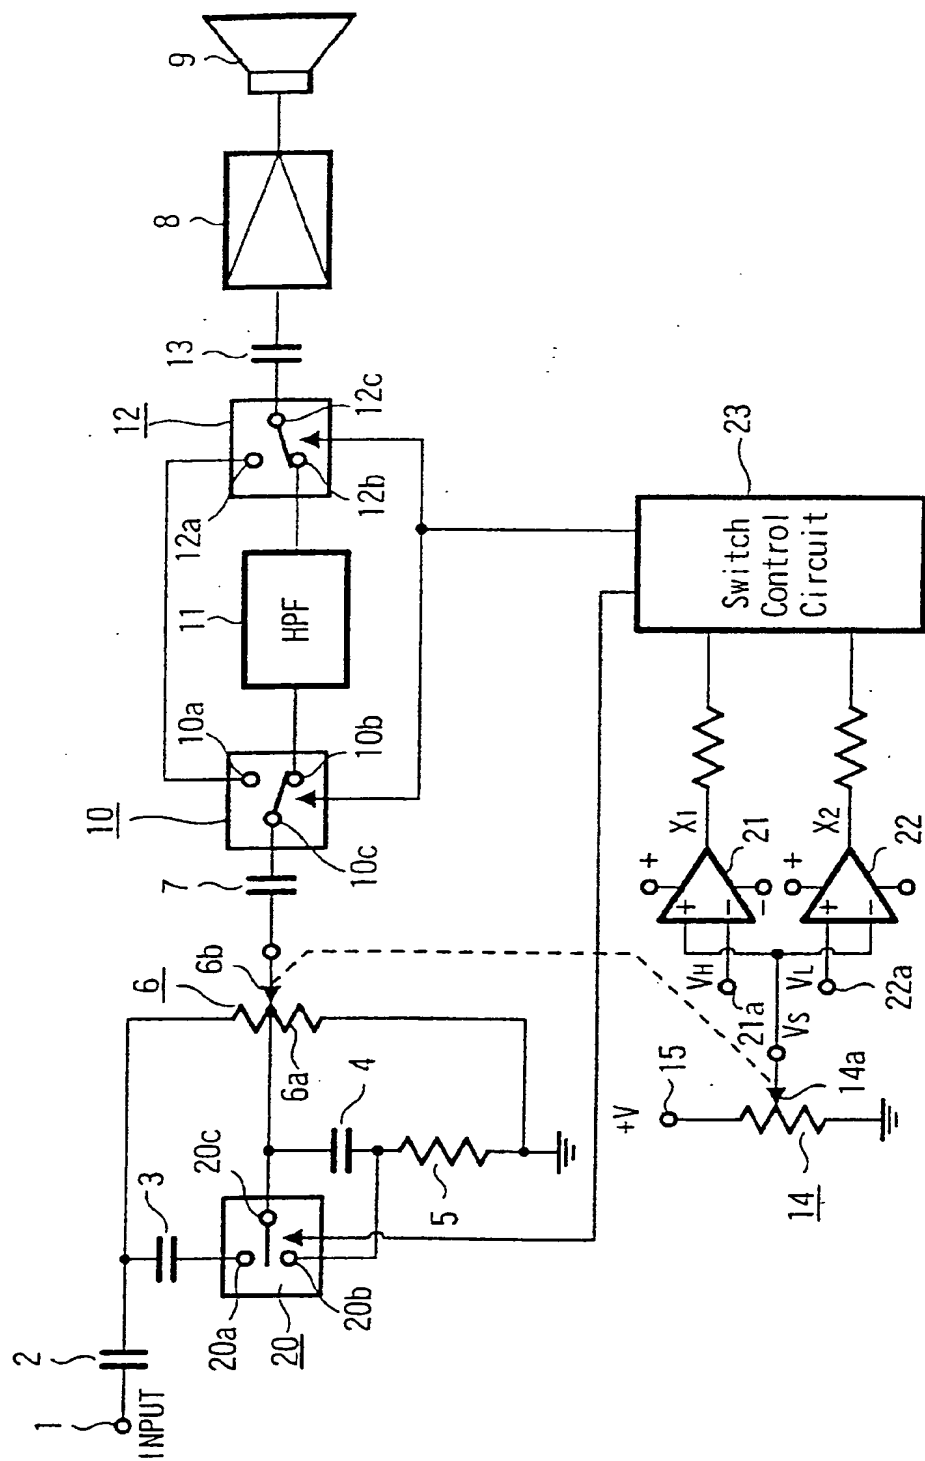 1
INPUT
2
3
20a
20
20b
20c
4
5
6
6a
6b
7
10
10a
10b
10c
11
HPF
12
12a
12b
12c
13
8
9
+V
15
14
14a
VS
VH
21a
VL
22a
+
-
+
-
+
-
+
X1
21
X2
22
23
Switch
Control
Circuit